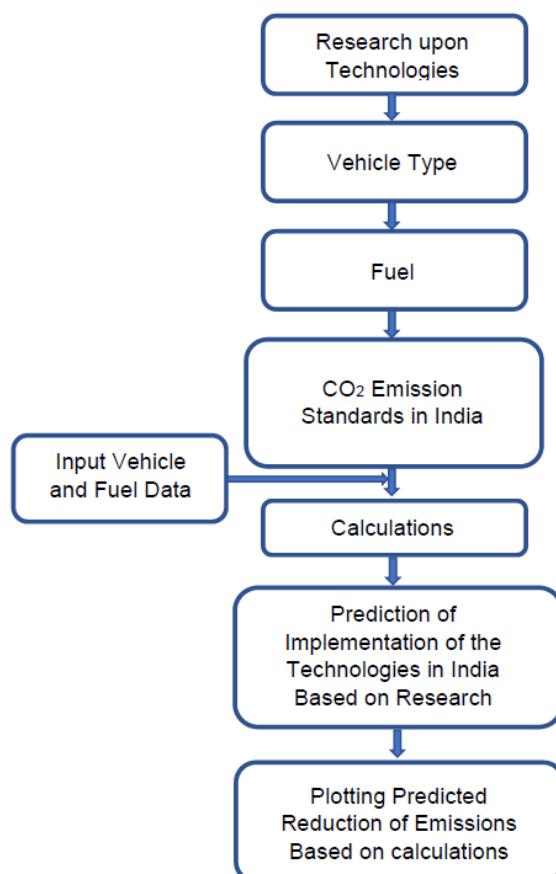 Research upon
Technologies
Vehicle Type
Fuel
CO₂ Emission
Standards in India
Input Vehicle
and Fuel Data
Calculations
Prediction of
Implementation of the
Technologies in India
Based on Research
Plotting Predicted
Reduction of Emissions
Based on calculations